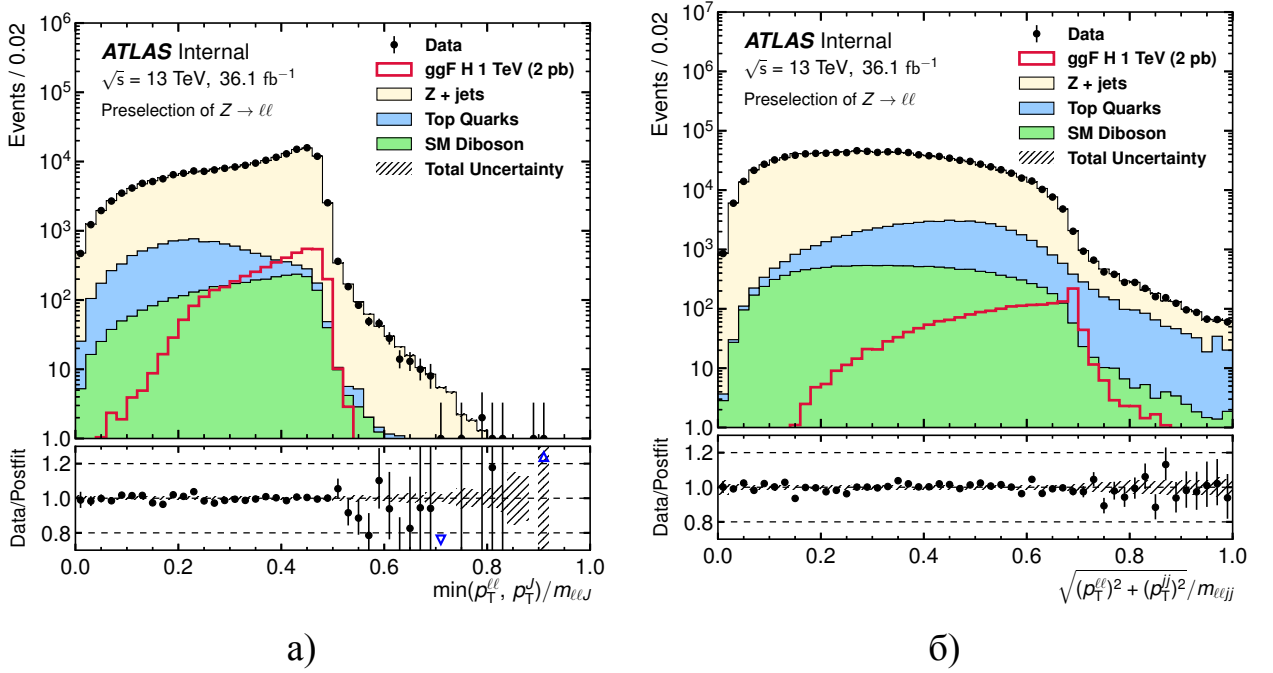 Events / 0.02
10⁶
10⁵
10⁴
10³
10²
10
1.0
ATLAS Internal
√s = 13 TeV, 36.1 fb⁻¹
Preselection of Z → ℓℓ
Data
ggF H 1 TeV (2 pb)
Z + jets
Top Quarks
SM Diboson
Total Uncertainty
Data/Postfit
1.2
1.0
0.8
0.0 0.2 0.4 0.6 0.8 1.0
min(p_T^ℓℓ, p_T^J)/m_ℓℓJ
а)
Events / 0.02
10⁷
10⁶
10⁵
10⁴
10³
10²
10
1.0
ATLAS Internal
√s = 13 TeV, 36.1 fb⁻¹
Preselection of Z → ℓℓ
Data
ggF H 1 TeV (2 pb)
Z + jets
Top Quarks
SM Diboson
Total Uncertainty
Data/Postfit
1.2
1.0
0.8
0.0 0.2 0.4 0.6 0.8 1.0
√(p_T^ℓℓ)² + (p_T^jj)²/m_ℓℓjj
б)